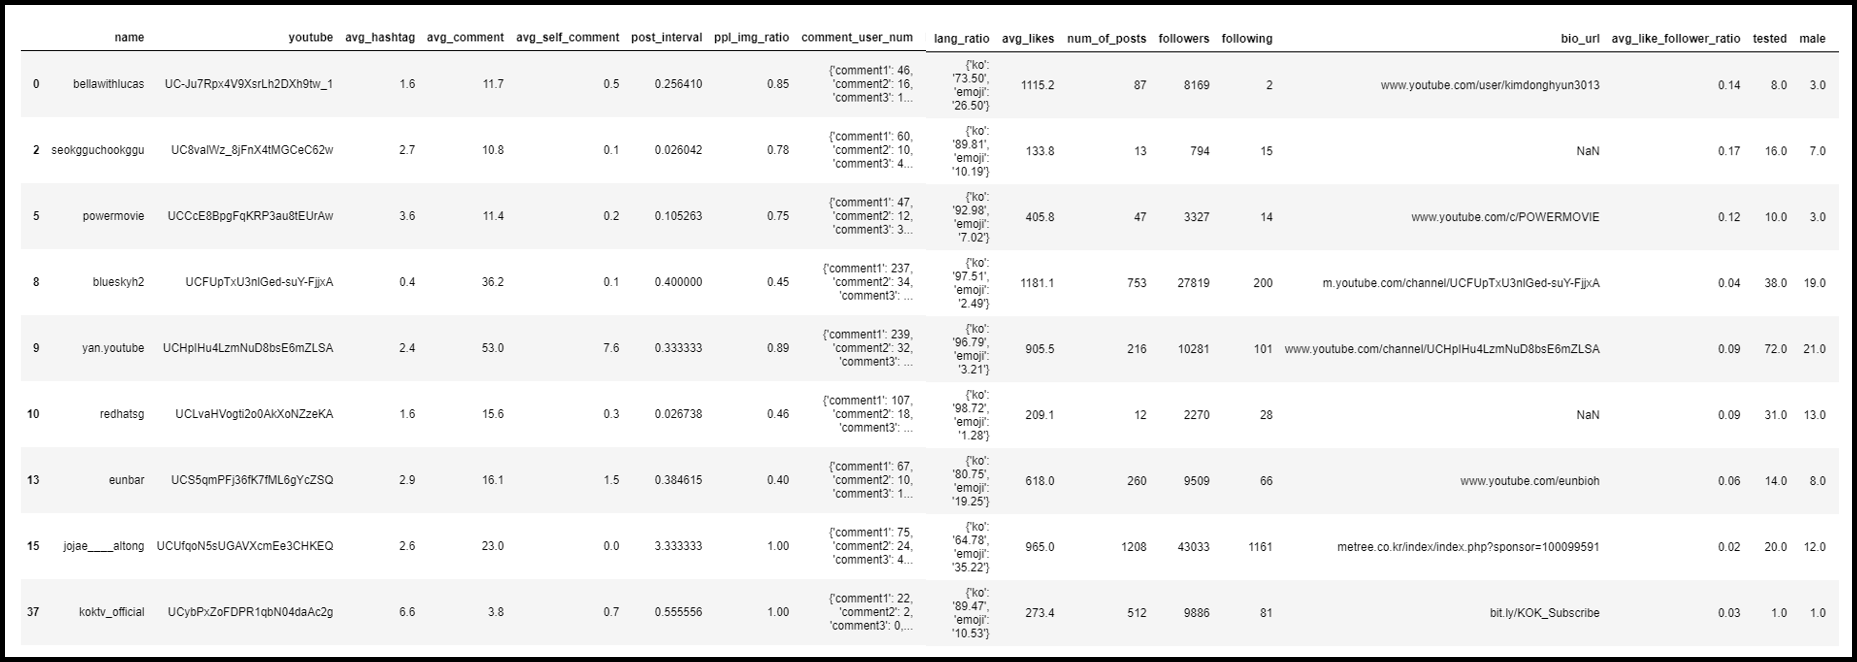 name youtube avg_hashtag avg_comment avg_self_comment post_interval ppl_img_ratio comment_user_num lang_ratio avg_likes num_of_posts followers following bio_url avg_like_follower_ratio tested male
0 bellawithlucas UC-Ju7Rpx4V9XsrLh2DXh9tw_1 1.6 11.7 0.5 0.256410 0.85 {'comment1': 46, 'comment2': 16, 'comment3': 1... {'ko': '73.50', 'emoji': '26.50'} 1115.2 87 8169 2 www.youtube.com/user/kimdonghyun3013 0.14 8.0 3.0
2 seokgguchookggu UC8valWz_8jFnX4tMGCeC62w 2.7 10.8 0.1 0.026042 0.78 {'comment1': 60, 'comment2': 10, 'comment3': 4... {'ko': '89.81', 'emoji': '10.19'} 133.8 13 794 15 NaN 0.17 16.0 7.0
5 powermovie UCCcE8BpgFqKRP3au8tEUrAw 3.6 11.4 0.2 0.105263 0.75 {'comment1': 47, 'comment2': 12, 'comment3': 3... {'ko': '92.98', 'emoji': '7.02'} 405.8 47 3327 14 www.youtube.com/c/POWERMOVIE 0.12 10.0 3.0
8 blueskyh2 UCFUpTxU3nlGed-suY-FjjxA 0.4 36.2 0.1 0.400000 0.45 {'comment1': 237, 'comment2': 34, 'comment3': ... {'ko': '97.51', 'emoji': '2.49'} 1181.1 753 27819 200 m.youtube.com/channel/UCFUpTxU3nlGed-suY-FjjxA 0.04 38.0 19.0
9 yan.youtube UCHplHu4LzmNuD8bsE6mZLSA 2.4 53.0 7.6 0.333333 0.89 {'comment1': 239, 'comment2': 32, 'comment3': ... {'ko': '96.79', 'emoji': '3.21'} 905.5 216 10281 101 www.youtube.com/channel/UCHplHu4LzmNuD8bsE6mZLSA 0.09 72.0 21.0
10 redhatsg UCLvaHVogti2o0AkXoNZzeKA 1.6 15.6 0.3 0.026738 0.46 {'comment1': 107, 'comment2': 18, 'comment3': ... {'ko': '98.72', 'emoji': '1.28'} 209.1 12 2270 28 NaN 0.09 31.0 13.0
13 eunbar UCS5qmPFj36fK7fML6gYcZSQ 2.9 16.1 1.5 0.384615 0.40 {'comment1': 67, 'comment2': 10, 'comment3': 1... {'ko': '80.75', 'emoji': '19.25'} 618.0 260 9509 66 www.youtube.com/eunbioh 0.06 14.0 8.0
15 jojae____altong UCUfqoN5sUGAVXcmEe3CHKEQ 2.6 23.0 0.0 3.333333 1.00 {'comment1': 75, 'comment2': 24, 'comment3': 4... {'ko': '64.78', 'emoji': '35.22'} 965.0 1208 43033 1161 metree.co.kr/index/index.php?sponsor=100099591 0.02 20.0 12.0
37 koktv_official UCybPxZoFDPR1qbN04daAc2g 6.6 3.8 0.7 0.555556 1.00 {'comment1': 22, 'comment2': 2, 'comment3': 0,... {'ko': '89.47', 'emoji': '10.53'} 273.4 512 9886 81 bit.ly/KOK_Subscribe 0.03 1.0 1.0